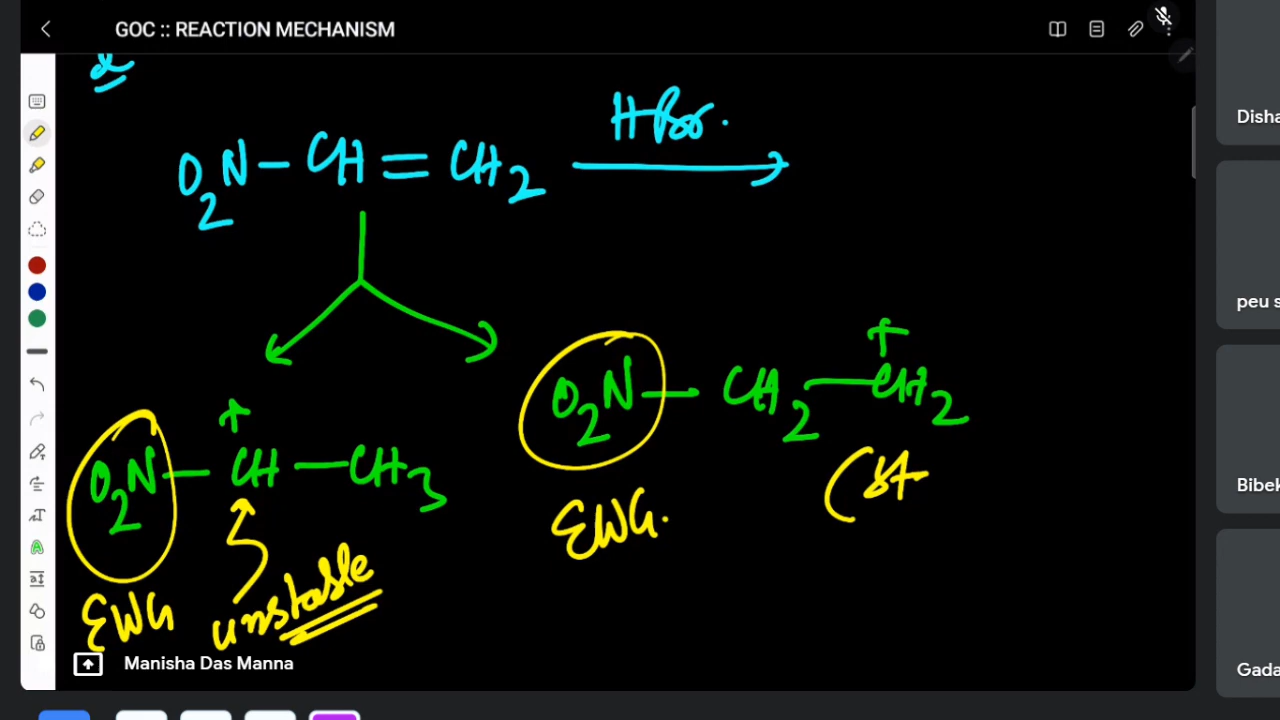 GOC :: REACTION MECHANISM
HBr.
O2N-CH=CH2
+
O2N-CH2-CH2
+
O2N-CH-CH3
(st
EWG.
unstable
EWG
Manisha Das Manna
Disha
peu s
Bibek
Gada